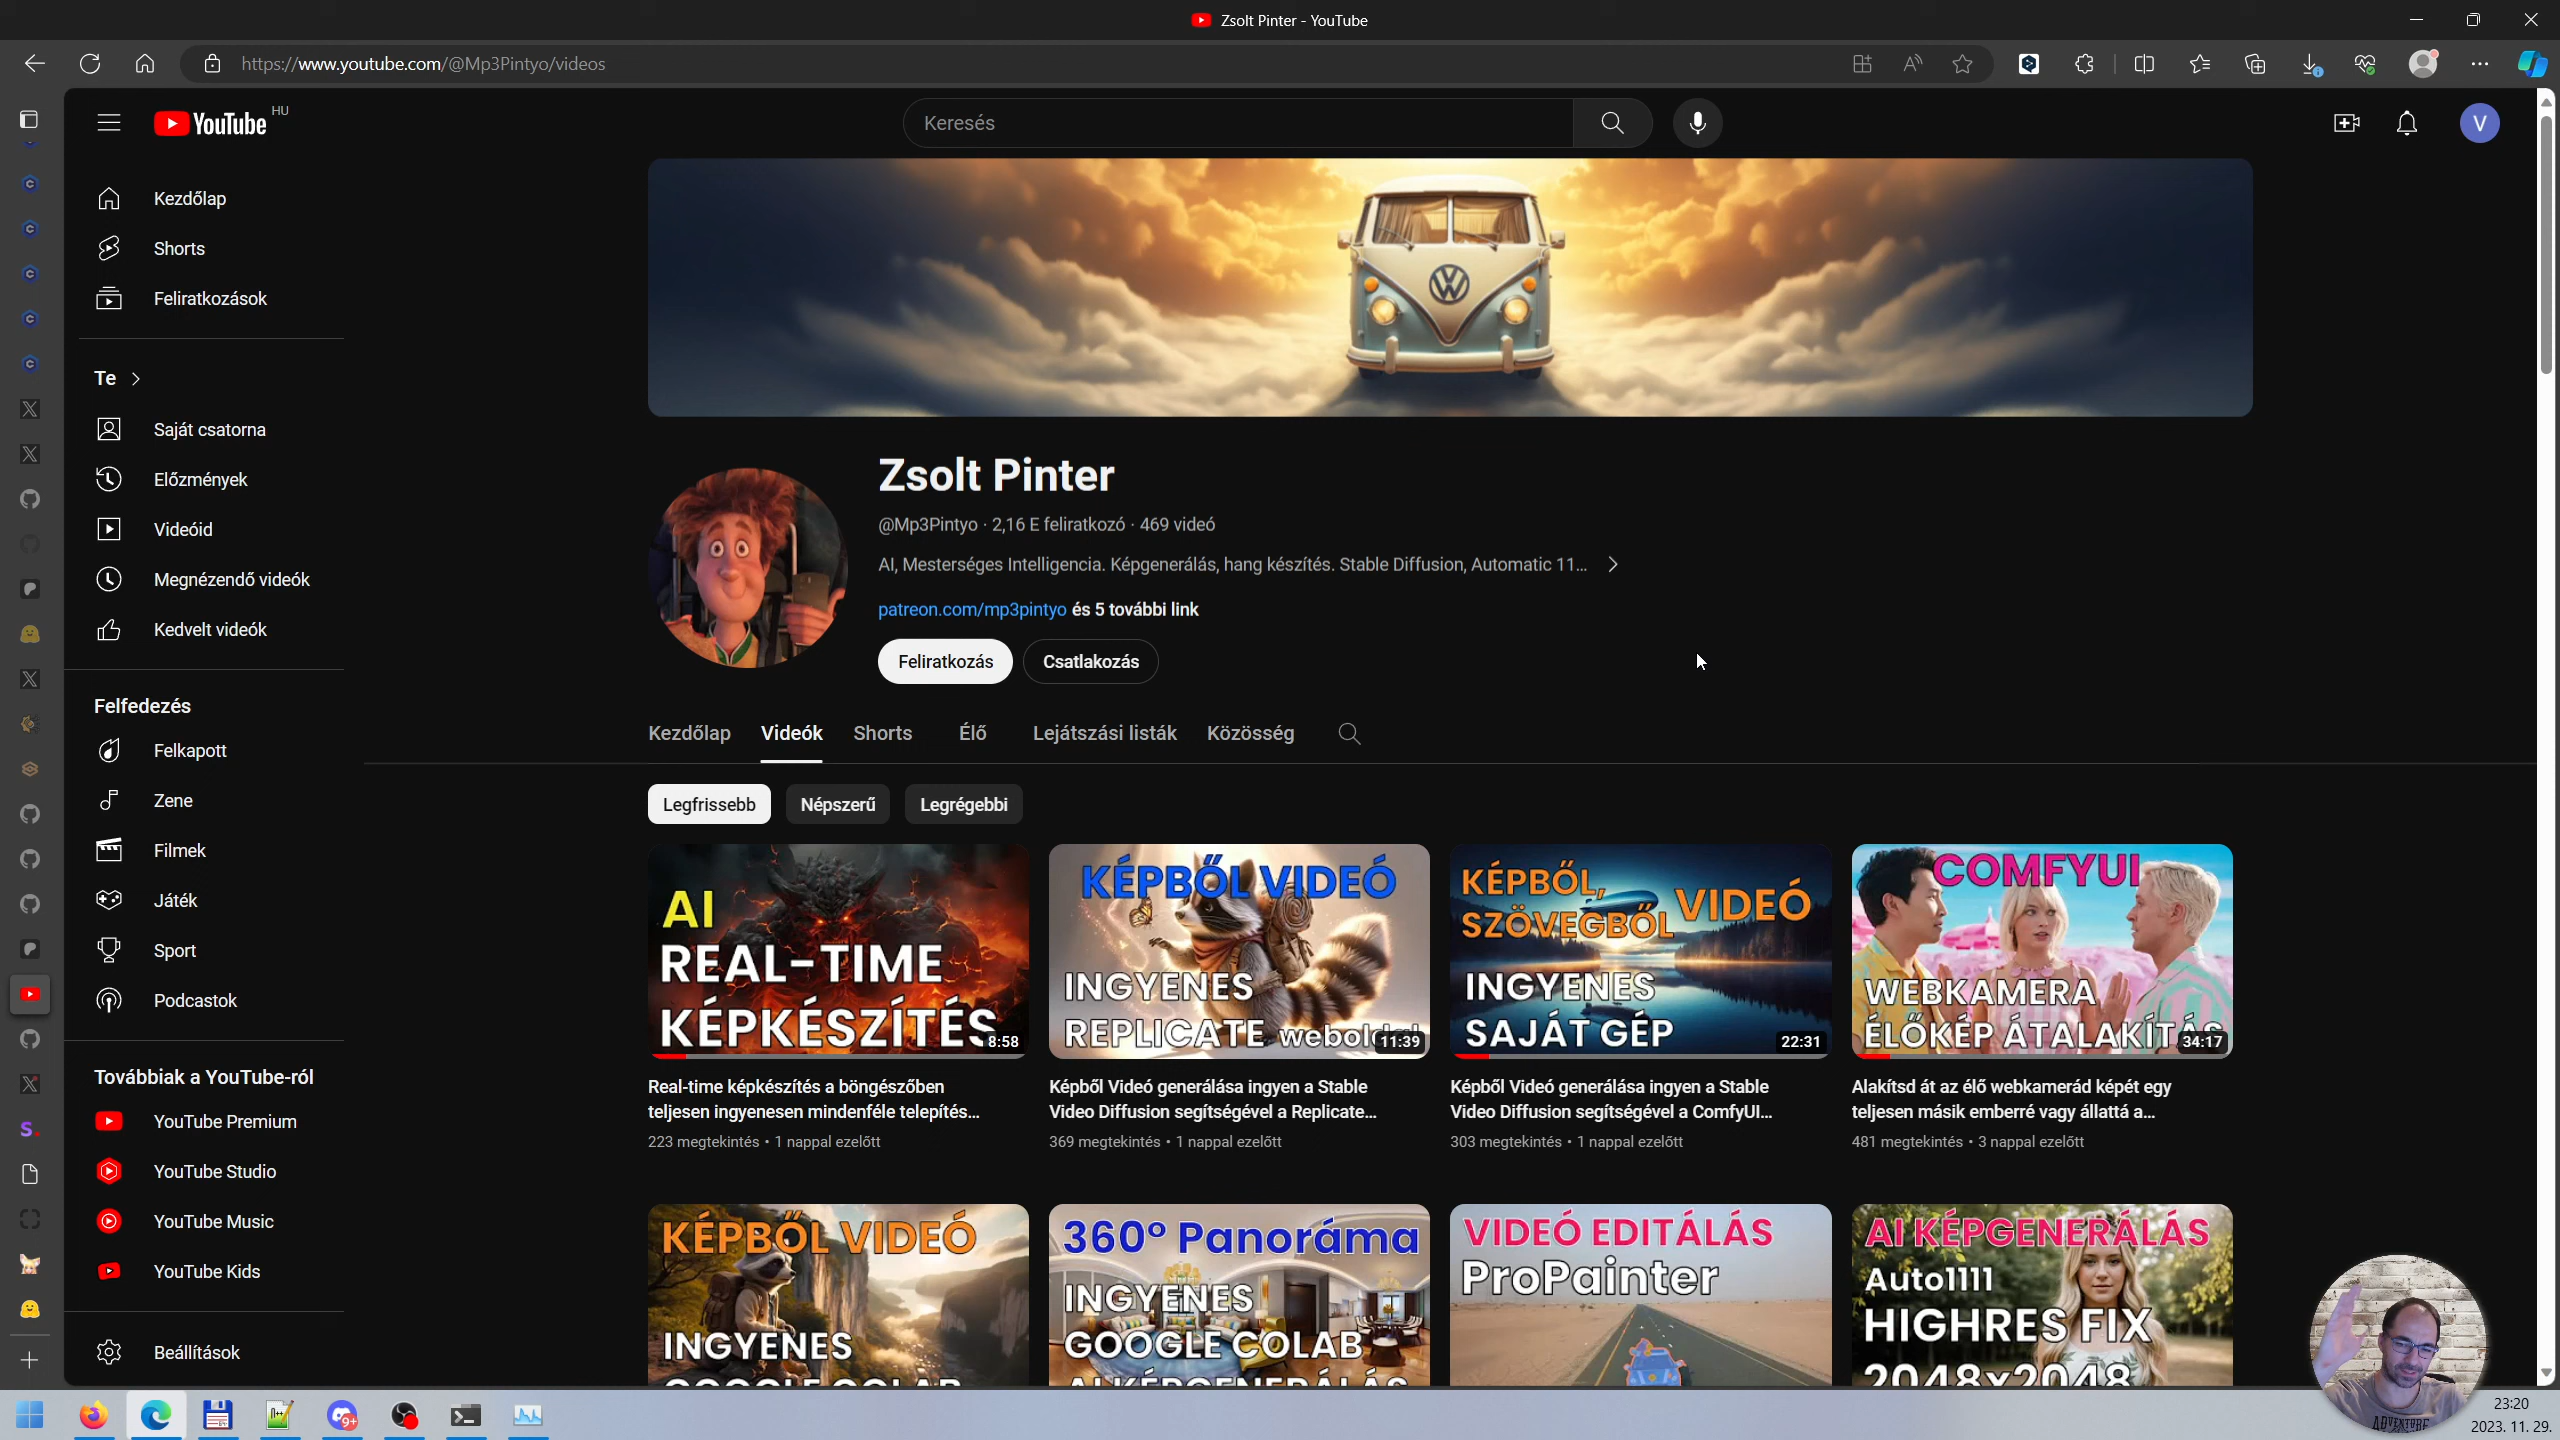 Zsolt Pinter - YouTube
https://www.youtube.com/@Mp3Pintyo/videos
YouTube HU
Keresés
V
Kezdőlap
Shorts
Feliratkozások
Te
Saját csatorna
Előzmények
Videóid
Megnézendő videók
Kedvelt videók
Felfedezés
Felkapott
Zene
Filmek
Játék
Sport
Podcastok
Továbbiak a YouTube-ról
YouTube Premium
YouTube Studio
YouTube Music
YouTube Kids
Beállítások
Zsolt Pinter
@Mp3Pintyo · 2,16 E feliratkozó · 469 videó
AI, Mesterséges Intelligencia. Képgenerálás, hang készítés. Stable Diffusion, Automatic 11...
patreon.com/mp3pintyo és 5 további link
Feliratkozás Csatlakozás
Kezdőlap Videók Shorts Élő Lejátszási listák Közösség
Legfrissebb Népszerű Legrégebbi
AI
REAL-TIME
KÉPKÉSZÍTÉS
8:58
Real-time képkészítés a böngészőben
teljesen ingyenesen mindenféle telepítés...
223 megtekintés • 1 nappal ezelőtt
KÉPBŐL VIDEÓ
INGYENES
REPLICATE
11:39
Képből Videó generálása ingyen a Stable
Video Diffusion segítségével a Replicate...
369 megtekintés • 1 nappal ezelőtt
KÉPBŐL,
SZÖVEGBŐL VIDEÓ
INGYENES
SAJÁT GÉP
22:31
Képből Videó generálása ingyen a Stable
Video Diffusion segítségével a ComfyUI...
303 megtekintés • 1 nappal ezelőtt
COMFYUI
WEBKAMERA
ÉLŐKÉP ÁTALAKÍTÁS
34:17
Alakítsd át az élő webkamerád képét egy
teljesen másik emberré vagy állattá a...
481 megtekintés • 3 nappal ezelőtt
KÉPBŐL VIDEÓ
INGYENES
GOOGLE COLAB
360° Panoráma
INGYENES
GOOGLE COLAB
AI KÉPGENERÁLÁS
VIDEÓ EDITÁLÁS
ProPainter
AI KÉPGENERÁLÁS
Auto1111
HIGHRES FIX
2048x2048
ADVENTURE
9+
23:20
2023. 11. 29.